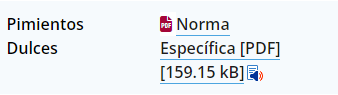 Pimientos
Dulces
Norma
Específica [PDF]
[159.15 kB]